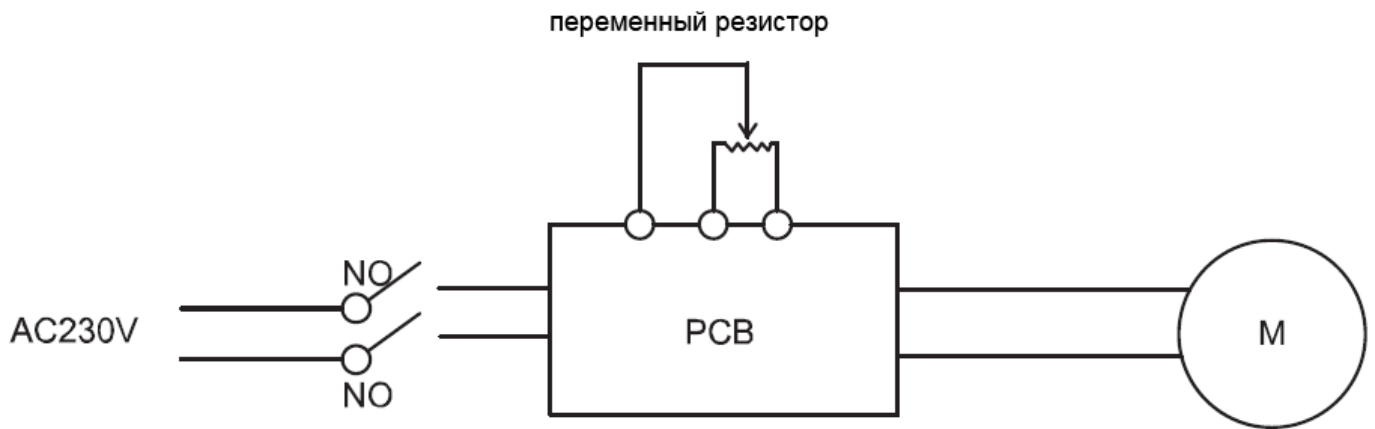 переменный резистор
NO
AC230V
NO
PCB
M